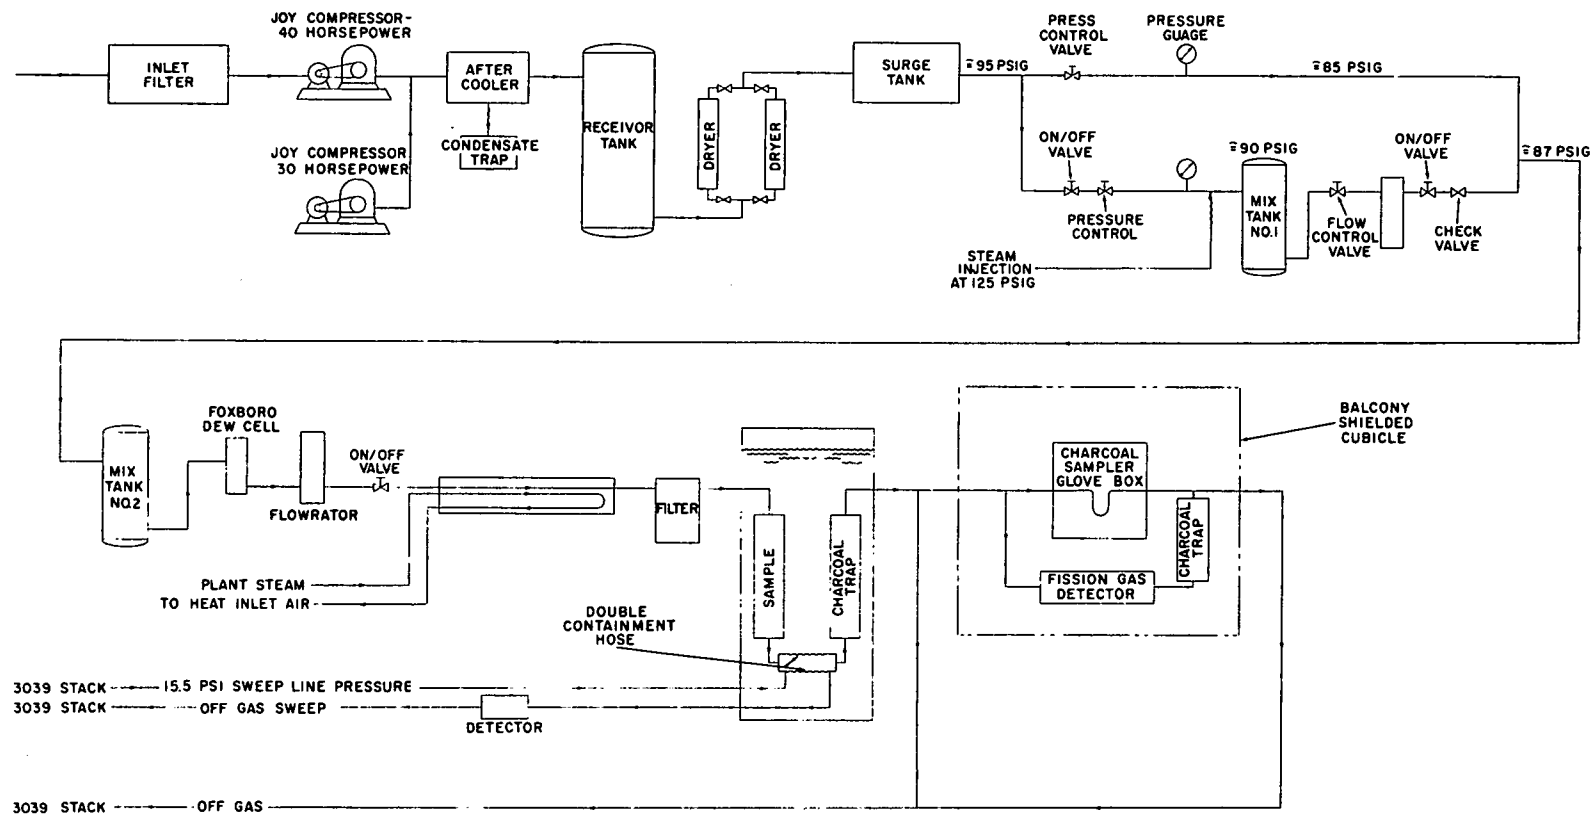 JOY COMPRESSOR-
40 HORSEPOWER
INLET
FILTER
AFTER
COOLER
CONDENSATE
TRAP
JOY COMPRESSOR
30 HORSEPOWER
RECEIVOR
TANK
DRYER
DRYER
SURGE
TANK
≅95 PSIG
PRESS
CONTROL
VALVE
PRESSURE
GUAGE
≅85 PSIG
ON/OFF
VALVE
PRESSURE
CONTROL
≅90 PSIG
MIX
TANK
NO.1
STEAM
INJECTION
AT 125 PSIG
FLOW
CONTROL
VALVE
ON/OFF
VALVE
CHECK
VALVE
≅87 PSIG
MIX
TANK
NO.2
FOXBORO
DEW CELL
FLOWRATOR
ON/OFF
VALVE
PLANT STEAM
TO HEAT INLET AIR
FILTER
SAMPLE
CHARCOAL
TRAP
DOUBLE
CONTAINMENT
HOSE
BALCONY
SHIELDED
CUBICLE
CHARCOAL
SAMPLER
GLOVE BOX
CHARCOAL
TRAP
FISSION GAS
DETECTOR
3039 STACK 15.5 PSI SWEEP LINE PRESSURE
3039 STACK OFF GAS SWEEP
DETECTOR
3039 STACK OFF GAS